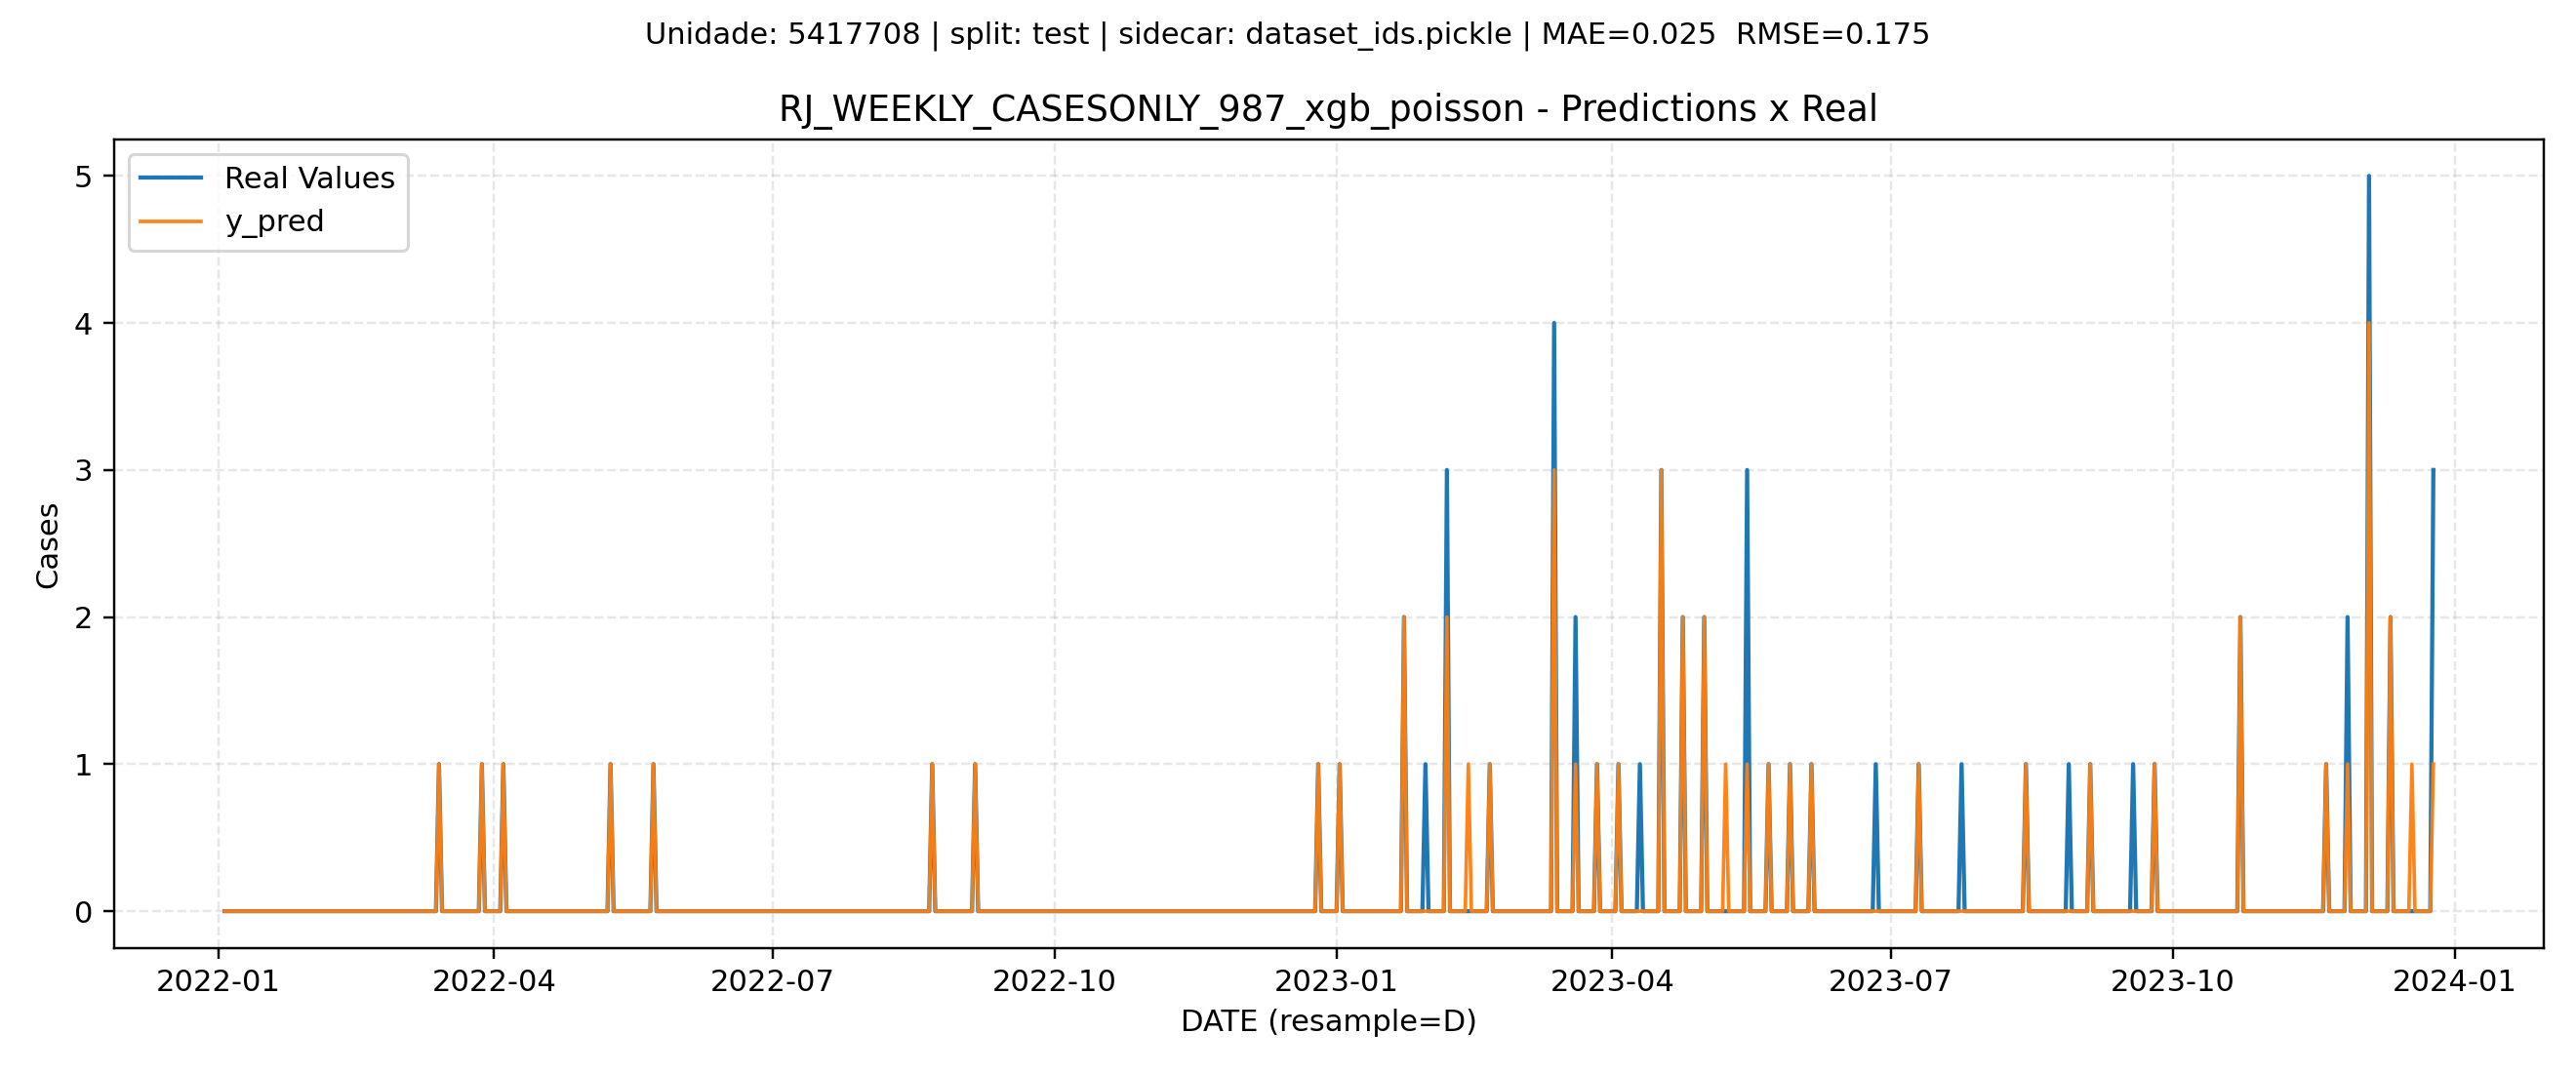 Unidade: 5417708 | split: test | sidecar: dataset_ids.pickle | MAE=0.025  RMSE=0.175
RJ_WEEKLY_CASESONLY_987_xgb_poisson - Predictions x Real
Real Values
y_pred
5
4
3
2
1
0
Cases
2022-01 2022-04 2022-07 2022-10 2023-01 2023-04 2023-07 2023-10 2024-01
DATE (resample=D)